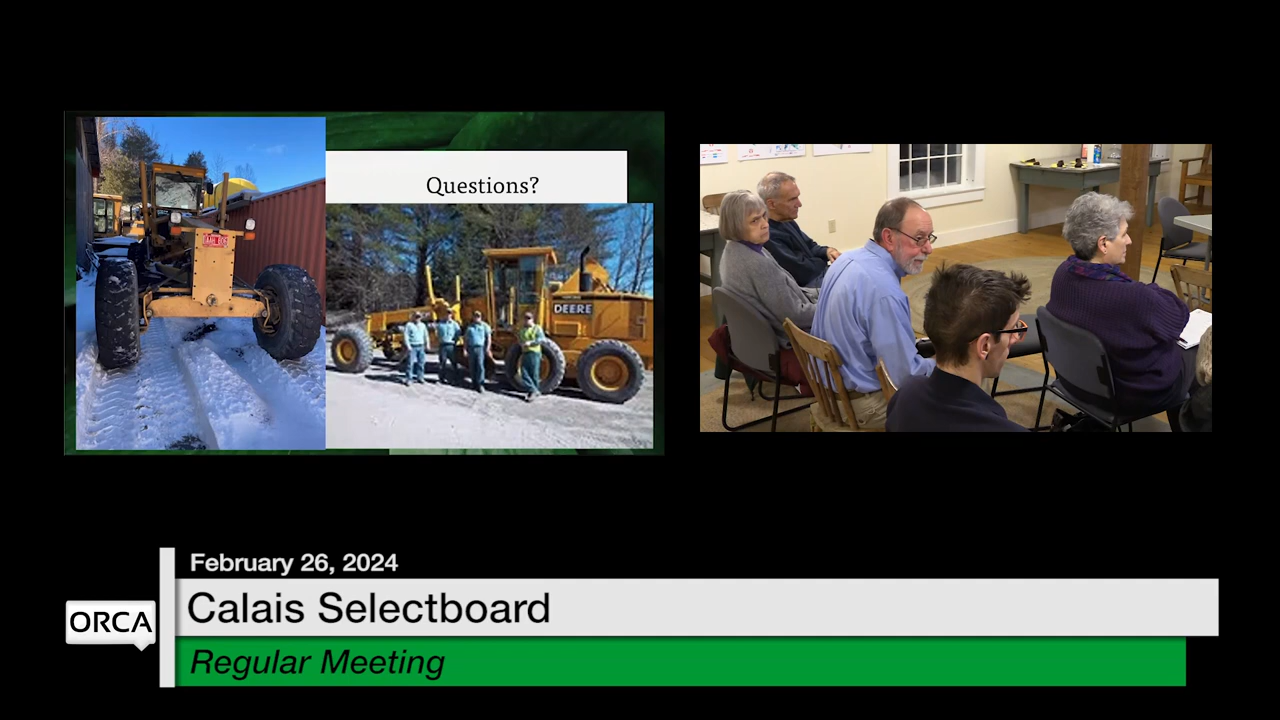 Questions?
DEERE
February 26, 2024
Calais Selectboard
ORCA
Regular Meeting